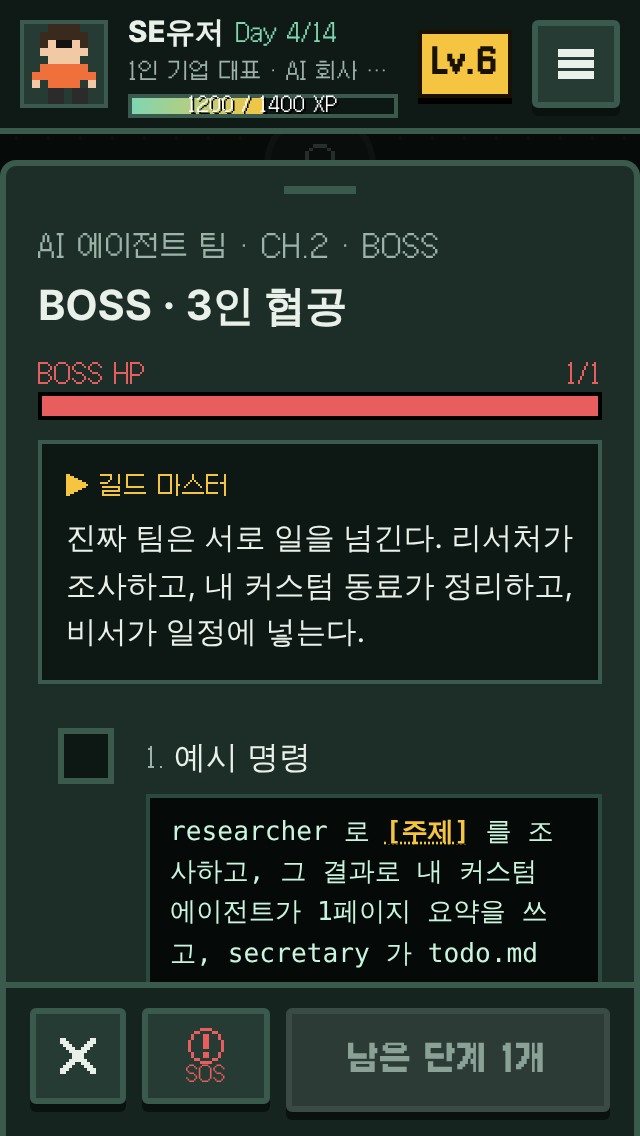 SE유저 Day 4/14
1인 기업 대표 · AI 회사 ···
1200 / 1400 XP
Lv.6
AI 에이전트 팀 · CH.2 · BOSS
BOSS · 3인 협공
BOSS HP 1/1
▶ 길드 마스터
진짜 팀은 서로 일을 넘긴다. 리서처가
조사하고, 내 커스텀 동료가 정리하고,
비서가 일정에 넣는다.
1. 예시 명령
researcher 로 [주제] 를 조
사하고, 그 결과로 내 커스텀
에이전트가 1페이지 요약을 쓰
고, secretary 가 todo.md
SOS
남은 단계 1개